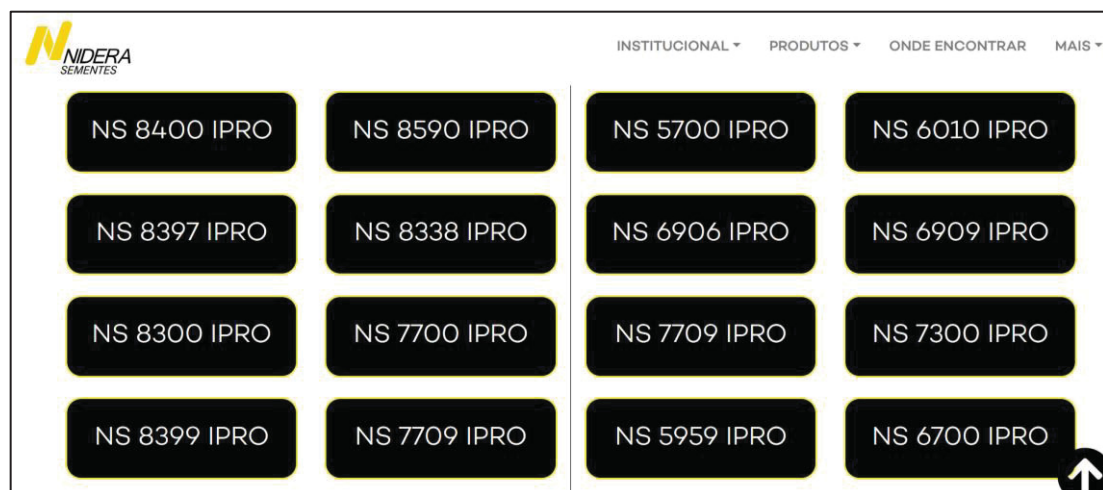 NIDERA
SEMENTES
INSTITUCIONAL PRODUTOS ONDE ENCONTRAR MAIS
NS 8400 IPRO NS 8590 IPRO NS 5700 IPRO NS 6010 IPRO
NS 8397 IPRO NS 8338 IPRO NS 6906 IPRO NS 6909 IPRO
NS 8300 IPRO NS 7700 IPRO NS 7709 IPRO NS 7300 IPRO
NS 8399 IPRO NS 7709 IPRO NS 5959 IPRO NS 6700 IPRO